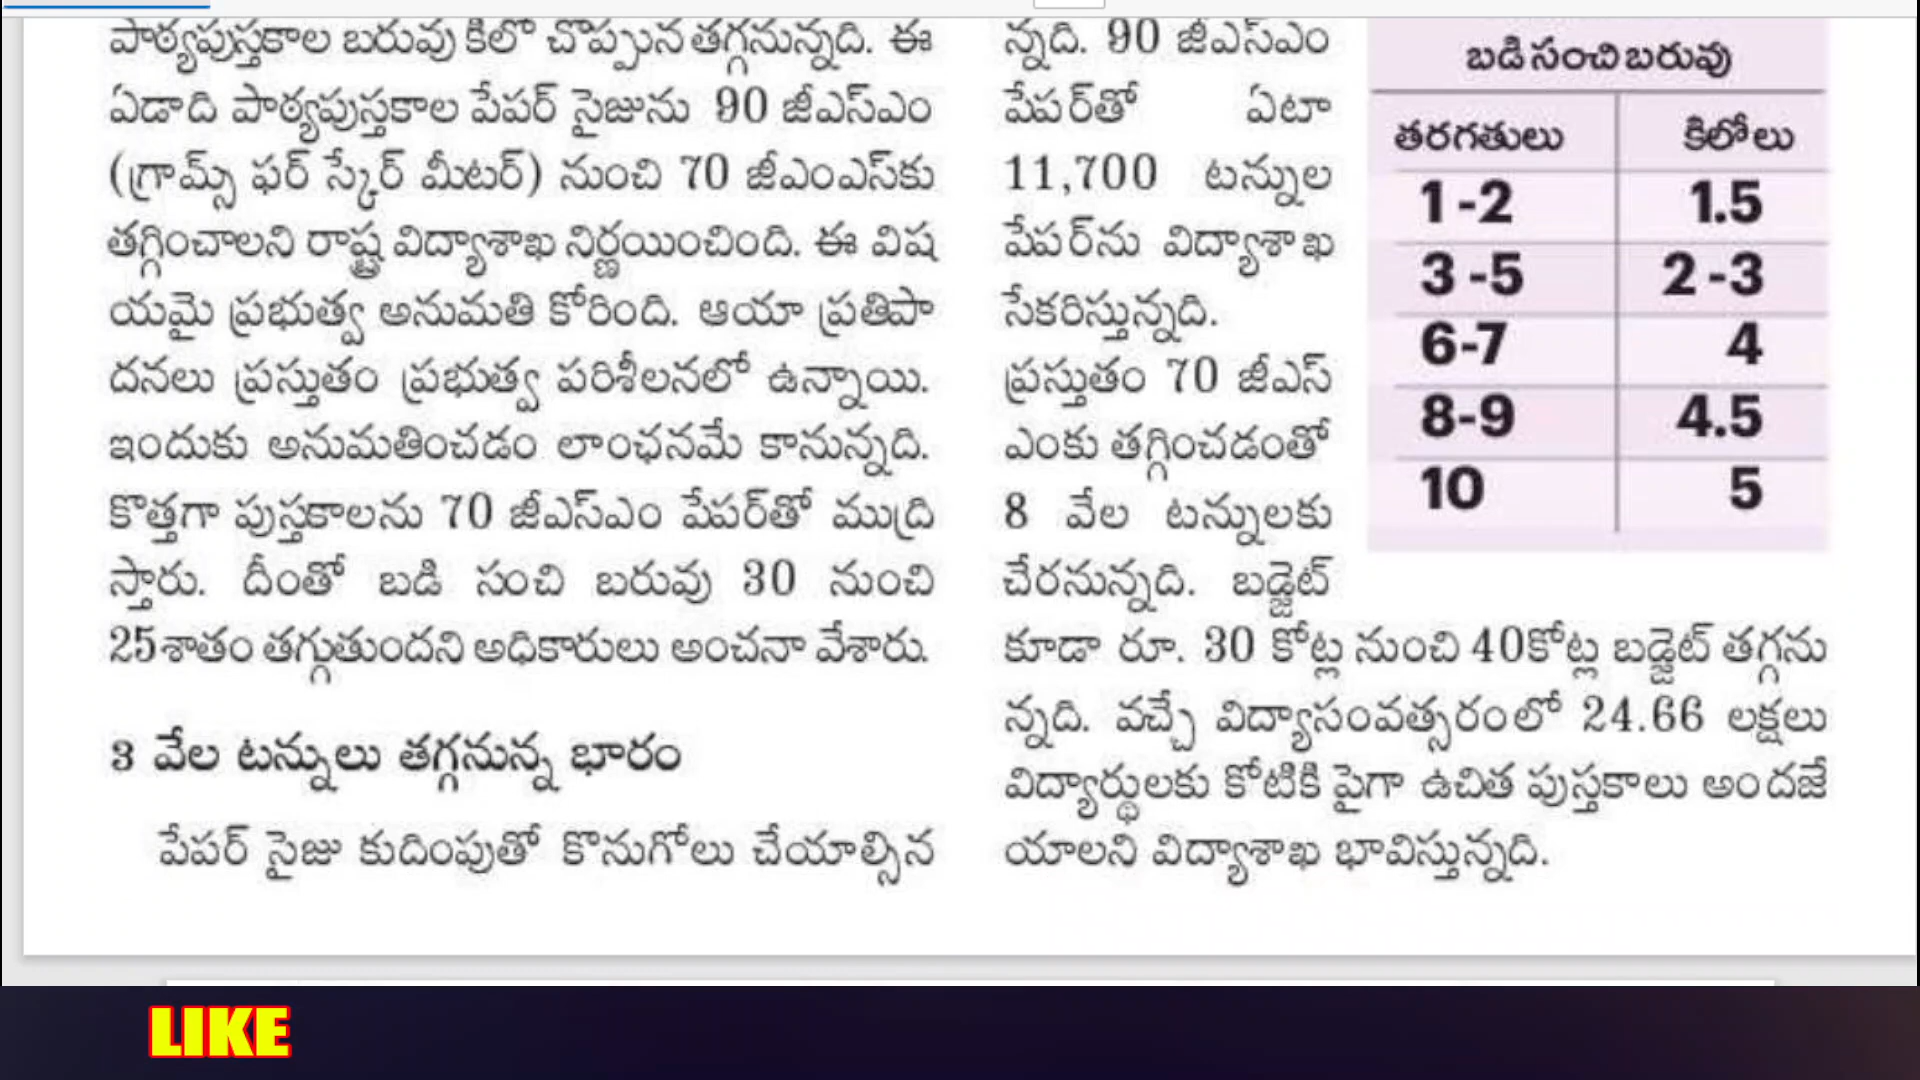 పాఠ్యపుస్తకాల బరువు కిలో చొప్పున తగ్గనున్నది. ఈ
ఏడాది పాఠ్యపుస్తకాల పేపర్ సైజును 90 జీఎస్ఎం
(గ్రామ్స్ ఫర్ స్కేర్ మీటర్) నుంచి 70 జీఎంఎస్‌కు
తగ్గించాలని రాష్ట్ర విద్యాశాఖ నిర్ణయించింది. ఈ విష
యమై ప్రభుత్వ అనుమతి కోరింది. ఆయా ప్రతిపా
దనలు ప్రస్తుతం ప్రభుత్వ పరిశీలనలో ఉన్నాయి.
ఇందుకు అనుమతించడం లాంఛనమే కానున్నది.
కొత్తగా పుస్తకాలను 70 జీఎస్ఎం పేపర్‌తో ముద్రి
స్తారు. దీంతో బడి సంచి బరువు 30 నుంచి
25శాతం తగ్గుతుందని అధికారులు అంచనా వేశారు.
3 వేల టన్నులు తగ్గనున్న భారం
పేపర్ సైజు కుదింపుతో కొనుగోలు చేయాల్సిన
న్నది. 90 జీఎస్ఎం
పేపర్‌తో ఏటా
11,700 టన్నుల
పేపర్‌ను విద్యాశాఖ
సేకరిస్తున్నది.
ప్రస్తుతం 70 జీఎస్
ఎంకు తగ్గించడంతో
8 వేల టన్నులకు
చేరనున్నది. బడ్జెట్
కూడా రూ. 30 కోట్ల నుంచి 40కోట్ల బడ్జెట్ తగ్గను
న్నది. వచ్చే విద్యాసంవత్సరంలో 24.66 లక్షలు
విద్యార్థులకు కోటికి పైగా ఉచిత పుస్తకాలు అందజే
యాలని విద్యాశాఖ భావిస్తున్నది.
బడి సంచి బరువు
తరగతులు కిలోలు
1-2 1.5
3-5 2-3
6-7 4
8-9 4.5
10 5
LIKE